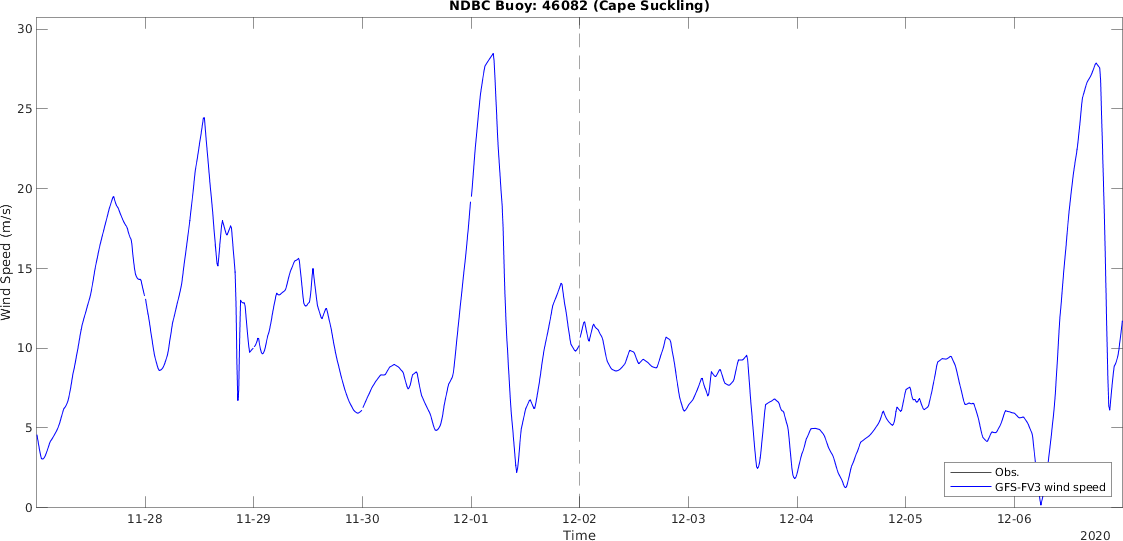 NDBC Buoy: 46082 (Cape Suckling)
30
25
20
15
10
5
0
Wind Speed (m/s)
11-28 11-29 11-30 12-01 12-02 12-03 12-04 12-05 12-06
Time
2020
Obs.
GFS-FV3 wind speed